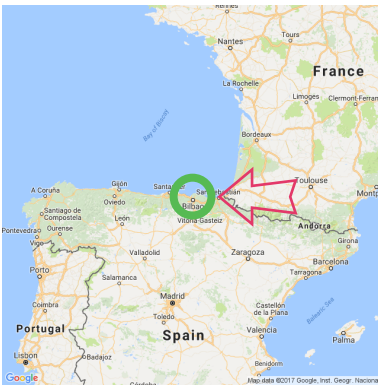 Rennes
Tours
Nantes
France
La Rochelle
Limoges
Clermont-Ferran
Bay of Biscay
Bordeaux
Toulouse
Montp
A Coruña
Gijón
Santander
San Sebastián
Oviedo
Bilbao
Santiago de
Compostela
León
Vitoria-Gasteiz
Andorra
Pontevedra
Ourense
Vigo
Girona
Valladolid
Zaragoza
Barcelona
Porto
Salamanca
Tarragona
Madrid
Coimbra
Toledo
Castellón
de la Plana
Balearic Sea
Portugal
Spain
Valencia
Palma
Lisbon
Badajoz
Benidorm
Google
Córdoba
Map data ©2017 Google, Inst. Geogr. Nacional